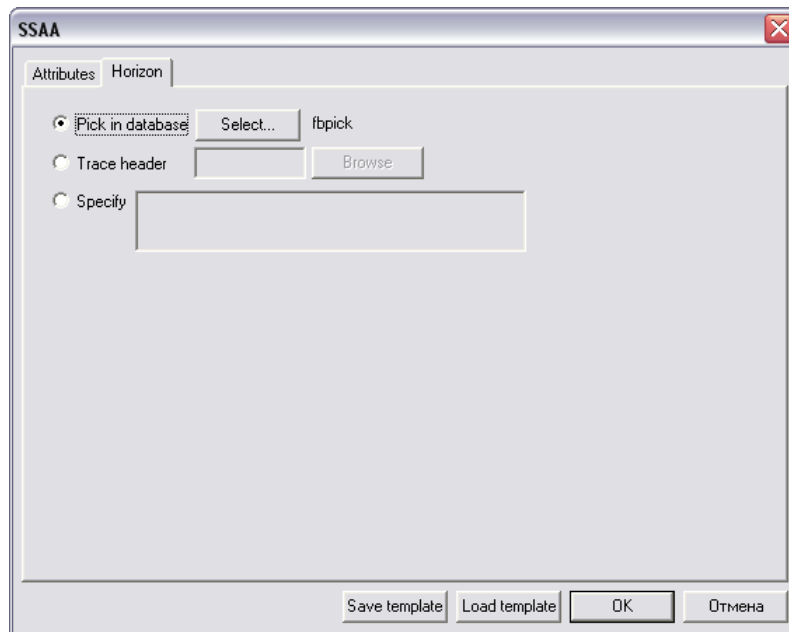 SSAA
Attributes Horizon
Pick in database Select... fbpick
Trace header Browse
Specify
Save template Load template OK Отмена